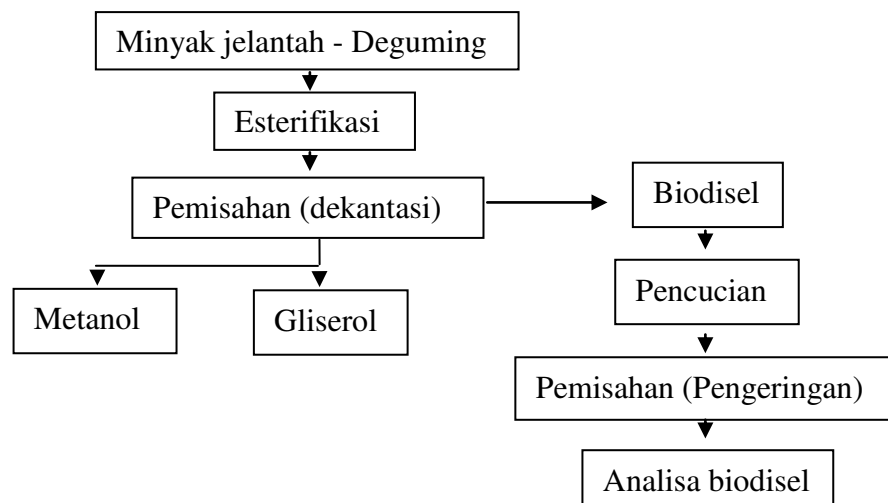 Minyak jelantah - Deguming
Esterifikasi
Pemisahan (dekantasi)
Biodisel
Metanol
Gliserol
Pencucian
Pemisahan (Pengeringan)
Analisa biodisel